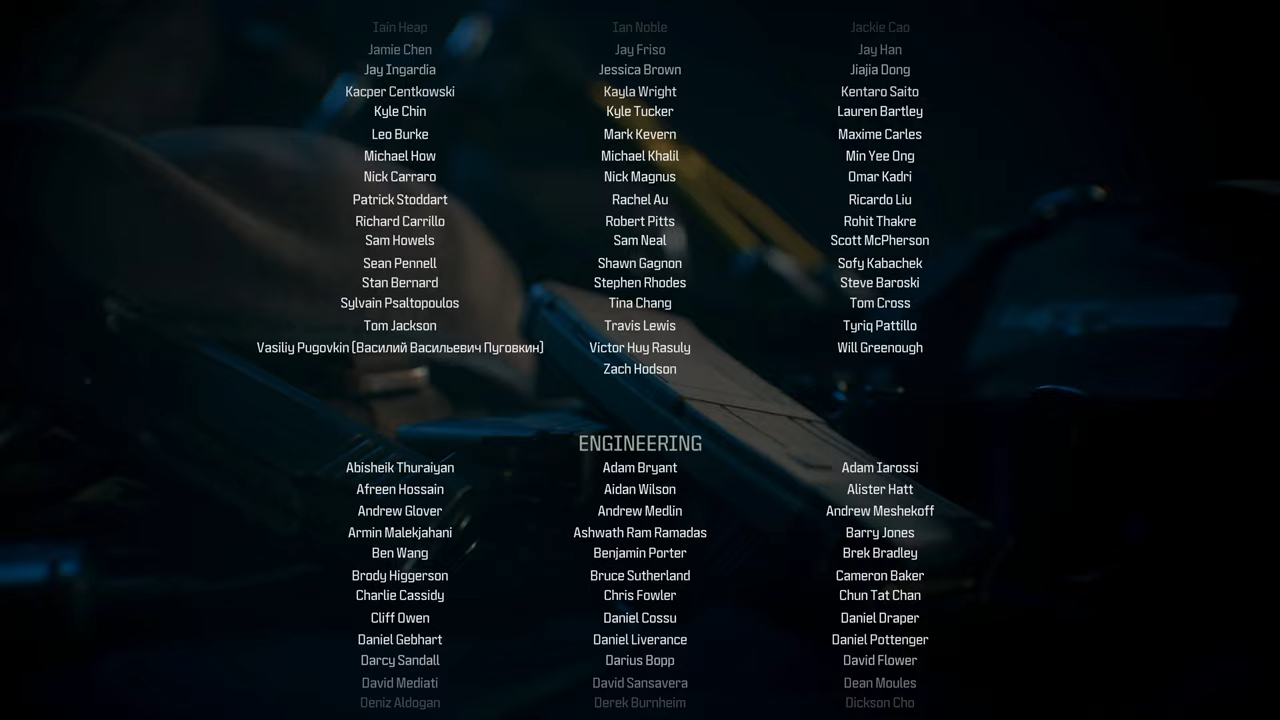 Iain Heap Ian Noble Jackie Cao
Jamie Chen Jay Friso Jay Han
Jay Ingardia Jessica Brown Jiajia Dong
Kacper Centkowski Kayla Wright Kentaro Saito
Kyle Chin Kyle Tucker Lauren Bartley
Leo Burke Mark Kevern Maxime Carles
Michael How Michael Khalil Min Yee Ong
Nick Carraro Nick Magnus Omar Kadri
Patrick Stoddart Rachel Au Ricardo Liu
Richard Carrillo Robert Pitts Rohit Thakre
Sam Howels Sam Neal Scott McPherson
Sean Pennell Shawn Gagnon Sofy Kabachek
Stan Bernard Stephen Rhodes Steve Baroski
Sylvain Psaltopoulos Tina Chang Tom Cross
Tom Jackson Travis Lewis Tyriq Pattillo
Vasiliy Pugovkin (Василий Васильевич Пуговкин) Victor Huy Rasuly Will Greenough
Zach Hodson
ENGINEERING
Abisheik Thuraiyan Adam Bryant Adam Iarossi
Afreen Hossain Aidan Wilson Alister Hatt
Andrew Glover Andrew Medlin Andrew Meshekoff
Armin Malekjahani Ashwath Ram Ramadas Barry Jones
Ben Wang Benjamin Porter Brek Bradley
Brody Higgerson Bruce Sutherland Cameron Baker
Charlie Cassidy Chris Fowler Chun Tat Chan
Cliff Owen Daniel Cossu Daniel Draper
Daniel Gebhart Daniel Liverance Daniel Pottenger
Darcy Sandall Darius Bopp David Flower
David Mediati David Sansavera Dean Moules
Deniz Aldogan Derek Burnheim Dickson Cho